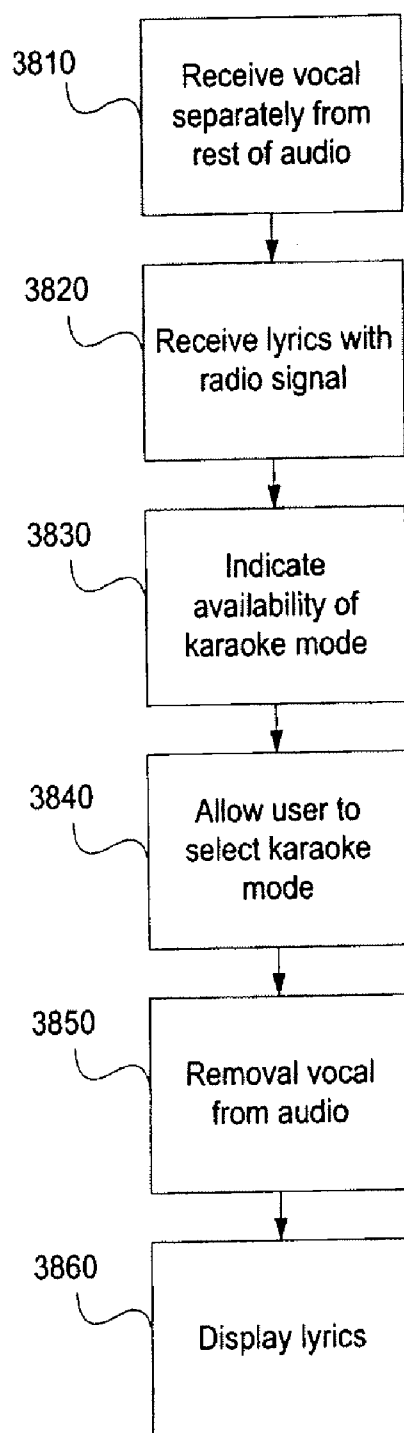 3810
Receive vocal
separately from
rest of audio
3820
Receive lyrics with
radio signal
3830
Indicate
availability of
karaoke mode
3840
Allow user to
select karaoke
mode
3850
Removal vocal
from audio
3860
Display lyrics